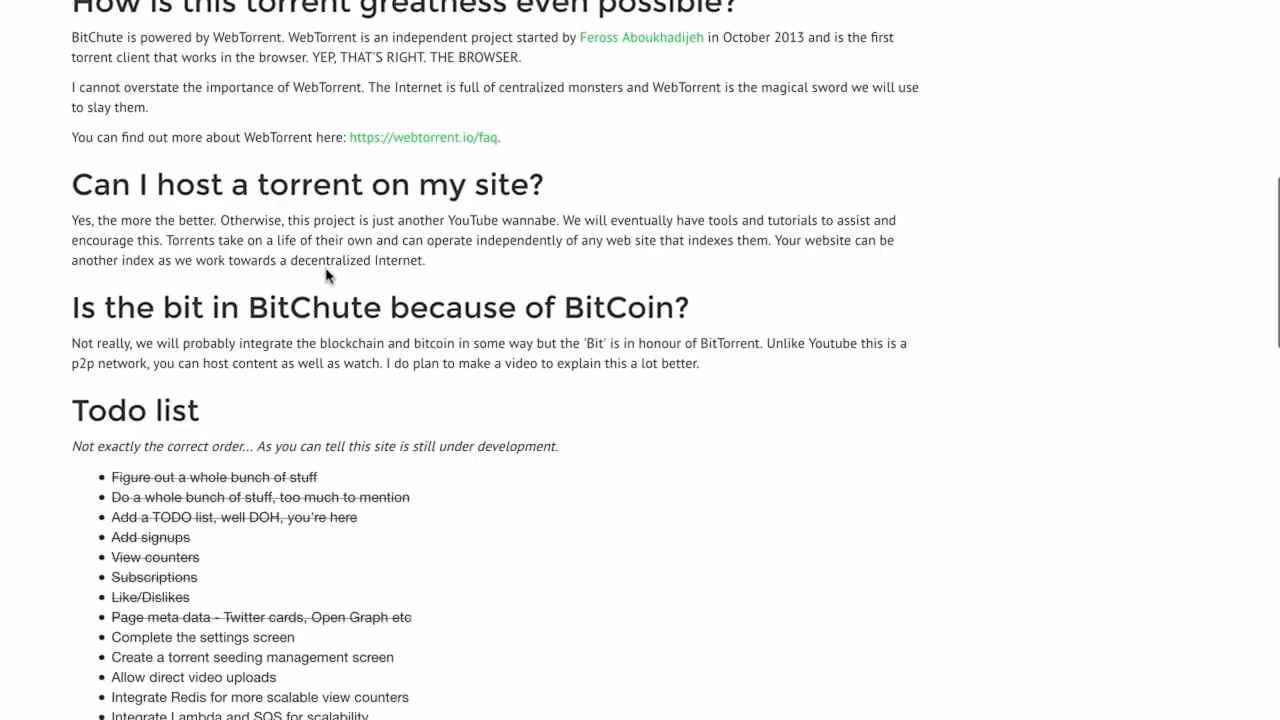 How is this torrent greatness even possible?
BitChute is powered by WebTorrent. WebTorrent is an independent project started by Feross Aboukhadijeh in October 2013 and is the first
torrent client that works in the browser. YEP, THAT'S RIGHT. THE BROWSER.
I cannot overstate the importance of WebTorrent. The Internet is full of centralized monsters and WebTorrent is the magical sword we will use
to slay them.
You can find out more about WebTorrent here: https://webtorrent.io/faq.
Can I host a torrent on my site?
Yes, the more the better. Otherwise, this project is just another YouTube wannabe. We will eventually have tools and tutorials to assist and
encourage this. Torrents take on a life of their own and can operate independently of any web site that indexes them. Your website can be
another index as we work towards a decentralized Internet.
Is the bit in BitChute because of BitCoin?
Not really, we will probably integrate the blockchain and bitcoin in some way but the 'Bit' is in honour of BitTorrent. Unlike Youtube this is a
p2p network, you can host content as well as watch. I do plan to make a video to explain this a lot better.
Todo list
Not exactly the correct order... As you can tell this site is still under development.
• Figure out a whole bunch of stuff
• Do a whole bunch of stuff, too much to mention
• Add a TODO list, well DOH, you're here
• Add signups
• View counters
• Subscriptions
• Like/Dislikes
• Page meta data - Twitter cards, Open Graph etc
• Complete the settings screen
• Create a torrent seeding management screen
• Allow direct video uploads
• Integrate Redis for more scalable view counters
• Integrate Lambda and SQS for scalability